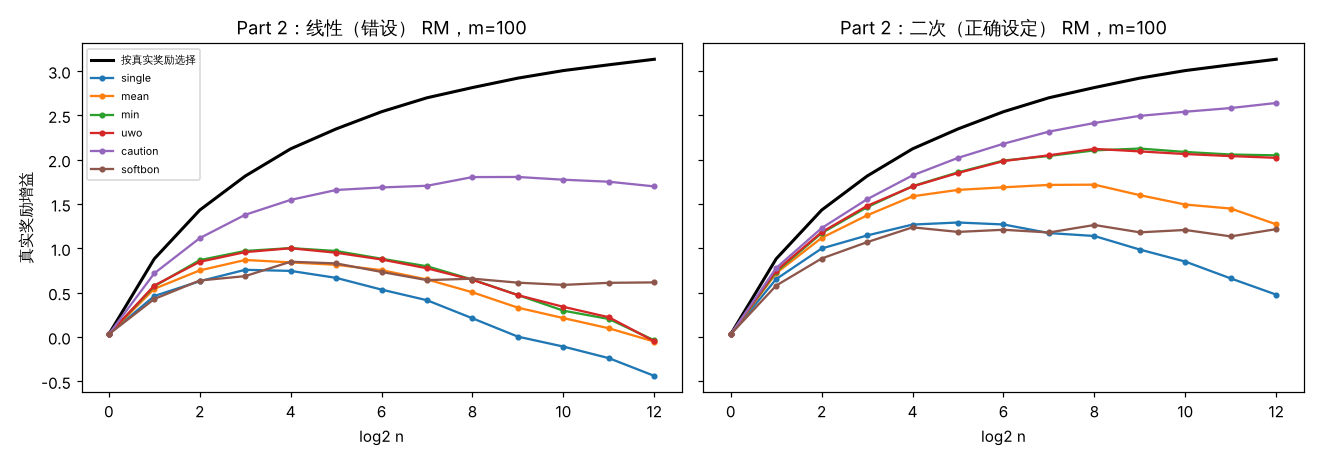 Part 2：线性（错设） RM，m=100
Part 2：二次（正确设定） RM，m=100
真实奖励增益
3.0
2.5
2.0
1.5
1.0
0.5
0.0
-0.5
按真实奖励选择
single
mean
min
uwo
caution
softbon
0 2 4 6 8 10 12
log2 n
0 2 4 6 8 10 12
log2 n